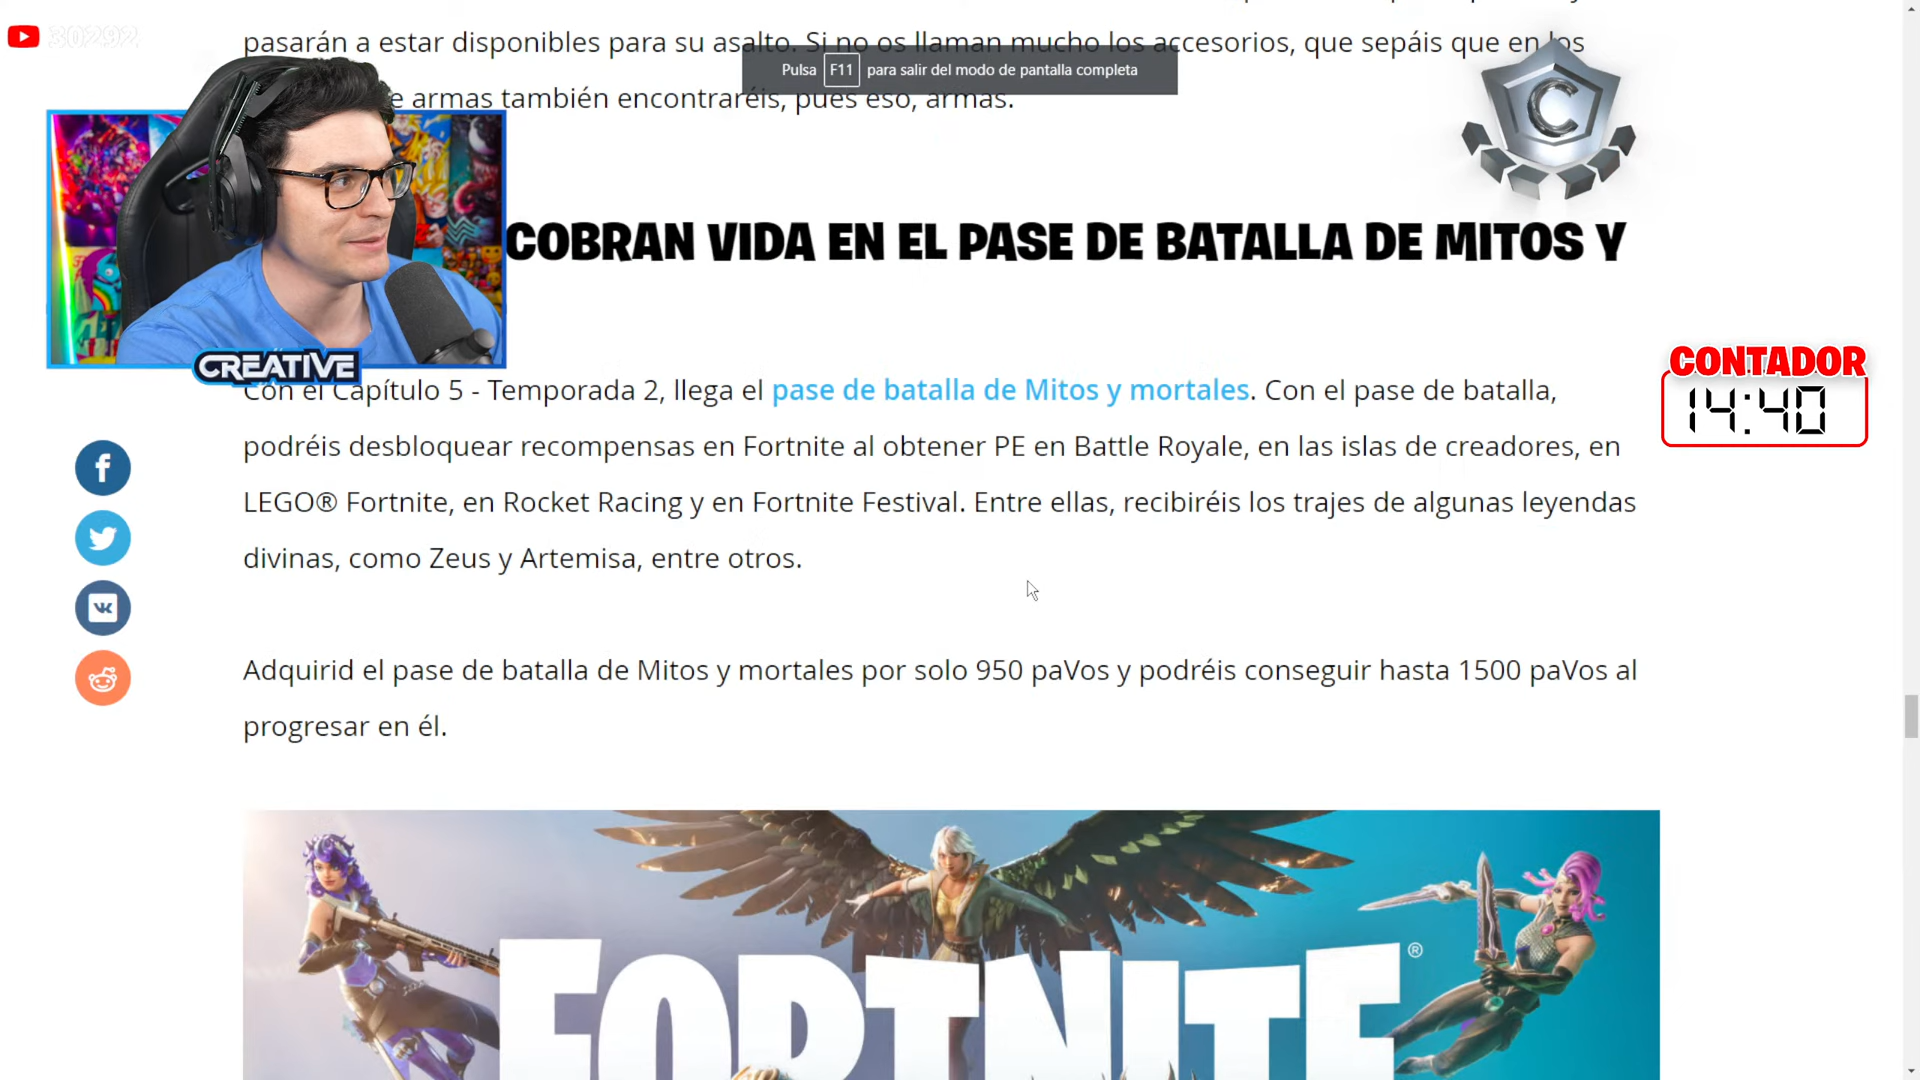 30292
pasarán a estar disponibles para su asalto. Si no os llaman mucho los accesorios, que sepáis que en los
Pulsa F11 para salir del modo de pantalla completa
e armas también encontraréis, pues eso, armas.
C
COBRAN VIDA EN EL PASE DE BATALLA DE MITOS Y
CREATIVE
CONTADOR
14:40
Con el Capítulo 5 - Temporada 2, llega el pase de batalla de Mitos y mortales. Con el pase de batalla,
podréis desbloquear recompensas en Fortnite al obtener PE en Battle Royale, en las islas de creadores, en
LEGO® Fortnite, en Rocket Racing y en Fortnite Festival. Entre ellas, recibiréis los trajes de algunas leyendas
divinas, como Zeus y Artemisa, entre otros.
Adquirid el pase de batalla de Mitos y mortales por solo 950 paVos y podréis conseguir hasta 1500 paVos al
progresar en él.
FORTNITE®